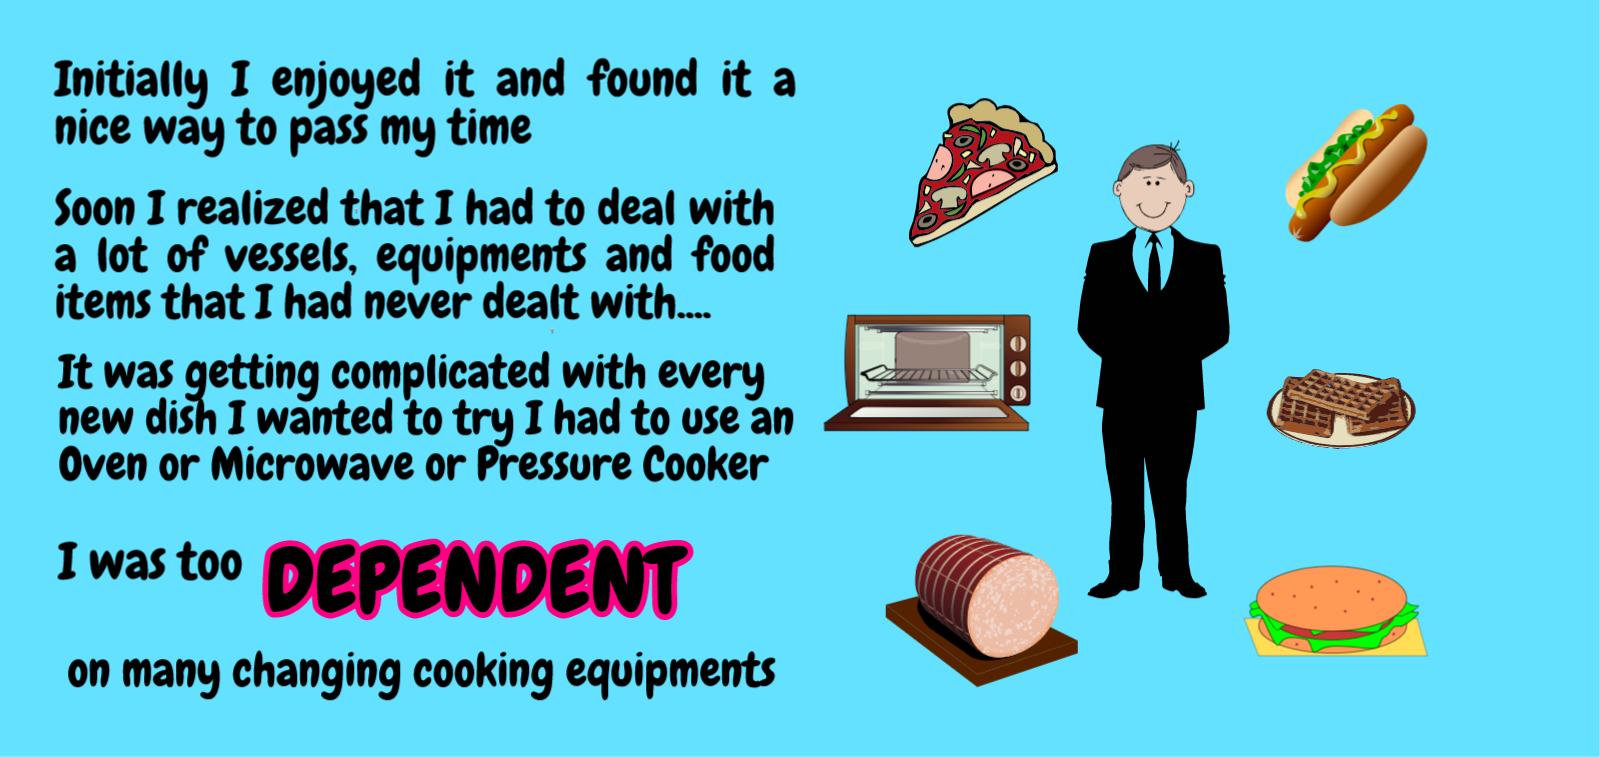 Initially I enjoyed it and found it a
nice way to pass my time
Soon I realized that I had to deal with
a lot of vessels, equipments and food
items that I had never dealt with....
It was getting complicated with every
new dish I wanted to try I had to use an
Oven or Microwave or Pressure Cooker
I was too DEPENDENT
on many changing cooking equipments